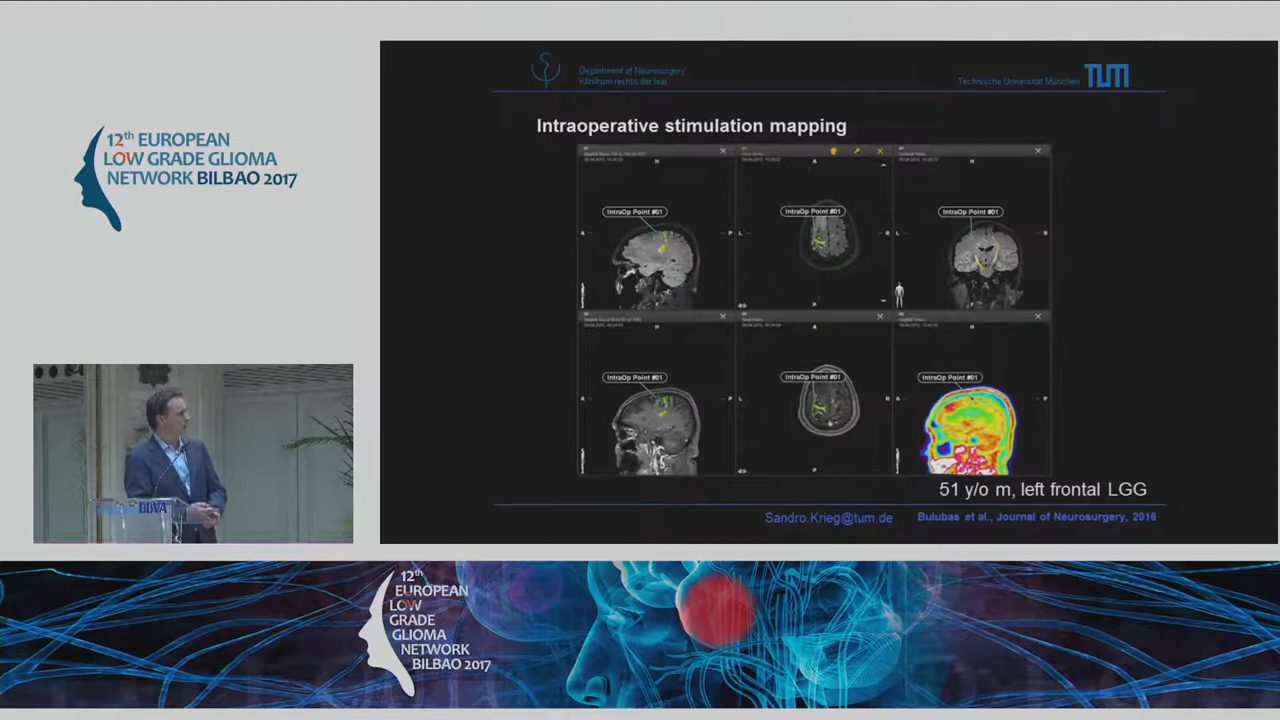 12th EUROPEAN
LOW GRADE GLIOMA
NETWORK BILBAO 2017
Department of Neurosurgery
Klinikum rechts der Isar
Technische Universität München TUM
Intraoperative stimulation mapping
H
A
H
IntraOp Point #01
IntraOp Point #01
IntraOp Point #01
A
P
L
R
L
R
P
H
A
H
IntraOp Point #01
IntraOp Point #01
IntraOp Point #01
A
P
L
R
A
P
P
51 y/o m, left frontal LGG
Sandro.Krieg@tum.de
Bulubas et al., Journal of Neurosurgery, 2016
BBVA
12th
EUROPEAN
LOW
GRADE
GLIOMA
NETWORK
BILBAO 2017